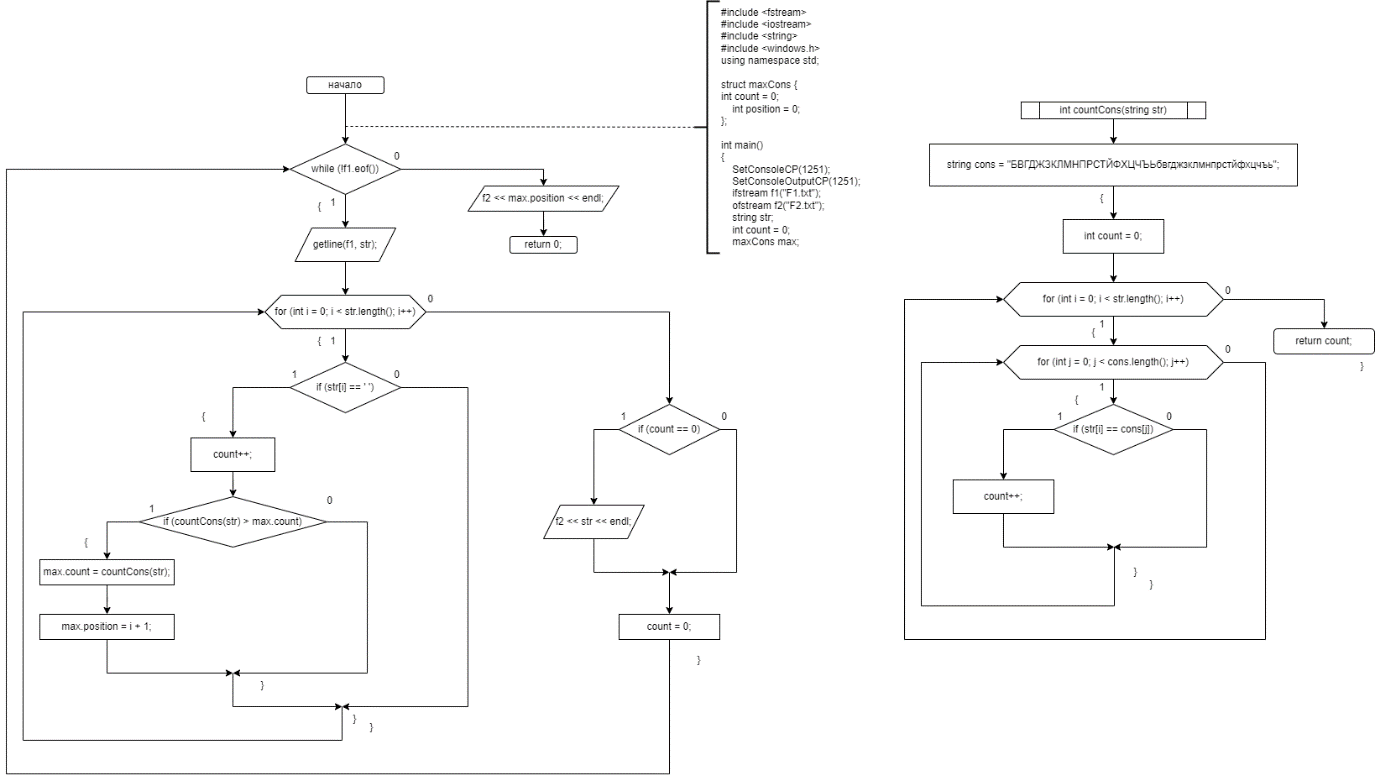 #include <fstream>
#include <iostream>
#include <string>
#include <windows.h>
using namespace std;
struct maxCons {
int count = 0;
int position = 0;
};
int main()
{
SetConsoleCP(1251);
SetConsoleOutputCP(1251);
ifstream f1("F1.txt");
ofstream f2("F2.txt");
string str;
int count = 0;
maxCons max;
начало
while (!f1.eof())
0
f2 << max.position << endl;
return 0;
{ 1
getline(f1, str);
for (int i = 0; i < str.length(); i++)
0
{ 1
if (str[i] == ' ')
1
0
{
count++;
if (countCons(str) > max.count)
1
0
{
max.count = countCons(str);
max.position = i + 1;
}
}
}
if (count == 0)
1
0
f2 << str << endl;
count = 0;
}
int countCons(string str)
string cons = "БВГДЖЗКЛМНПРСТЙФХЦЧЪЬбвгджзклмнпрстйфхцчъь";
{
int count = 0;
for (int i = 0; i < str.length(); i++)
0
return count;
}
1
{
for (int j = 0; j < cons.length; j++)
0
1
{
if (str[i] == cons[j])
1
0
count++;
}
}